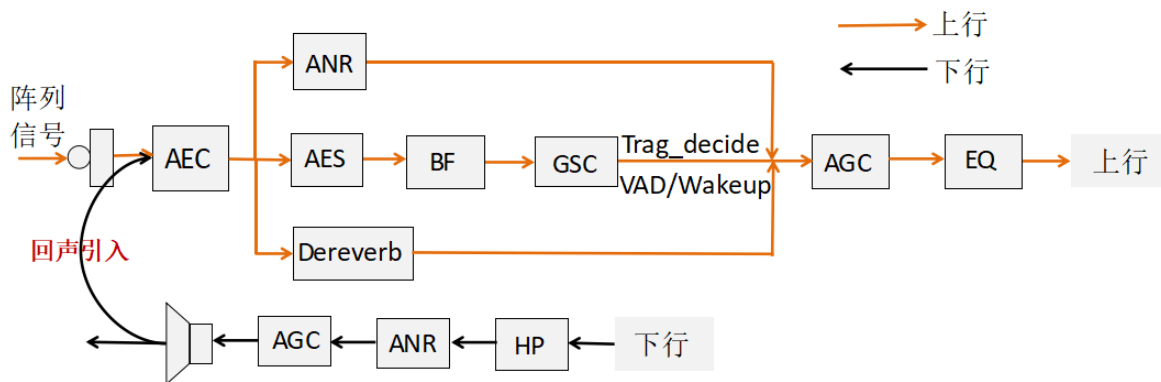 上行
下行
ANR
阵列
信号
AEC
AES
BF
GSC
Trag_decide
VAD/Wakeup
AGC
EQ
上行
回声引入
Dereverb
AGC
ANR
HP
下行